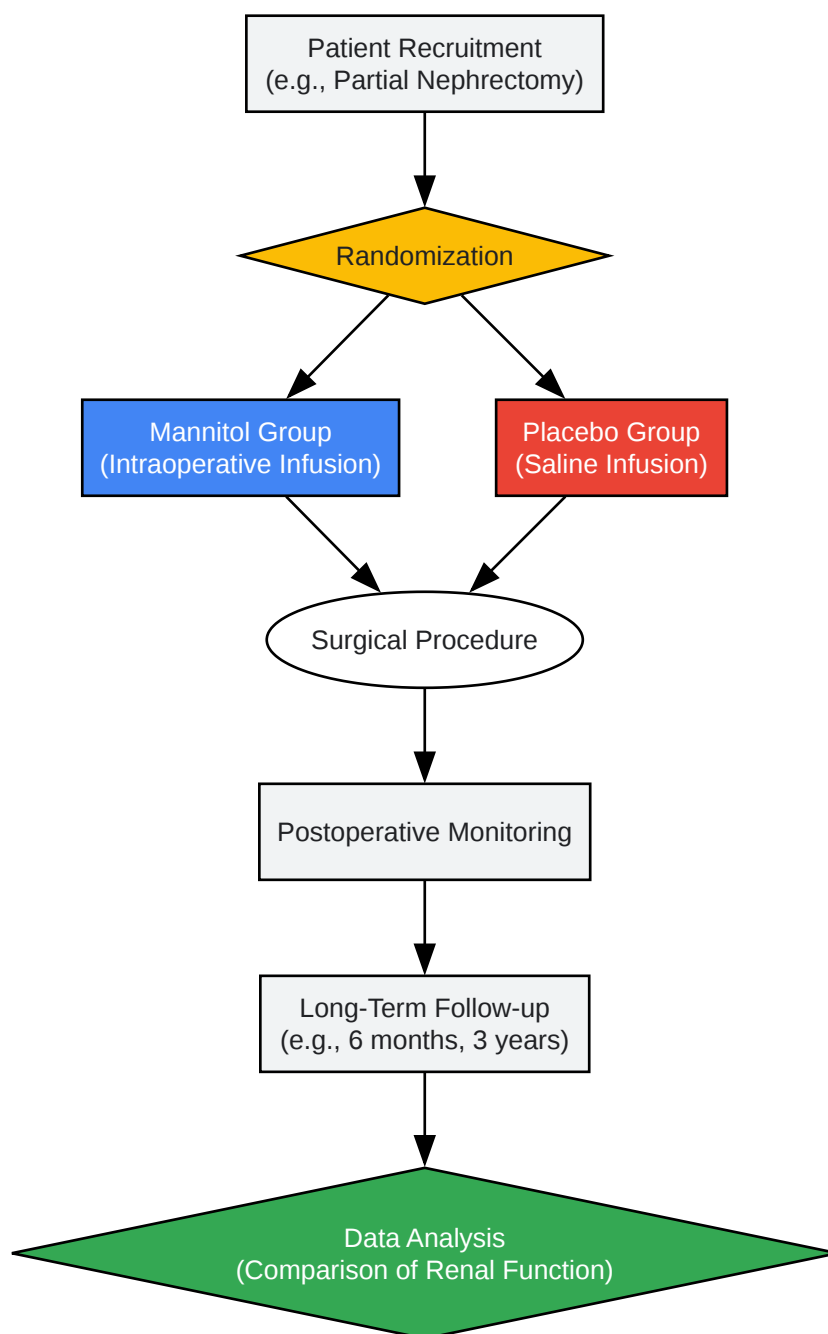 Patient Recruitment
(e.g., Partial Nephrectomy)
Randomization
Mannitol Group
(Intraoperative Infusion)
Placebo Group
(Saline Infusion)
Surgical Procedure
Postoperative Monitoring
Long-Term Follow-up
(e.g., 6 months, 3 years)
Data Analysis
(Comparison of Renal Function)